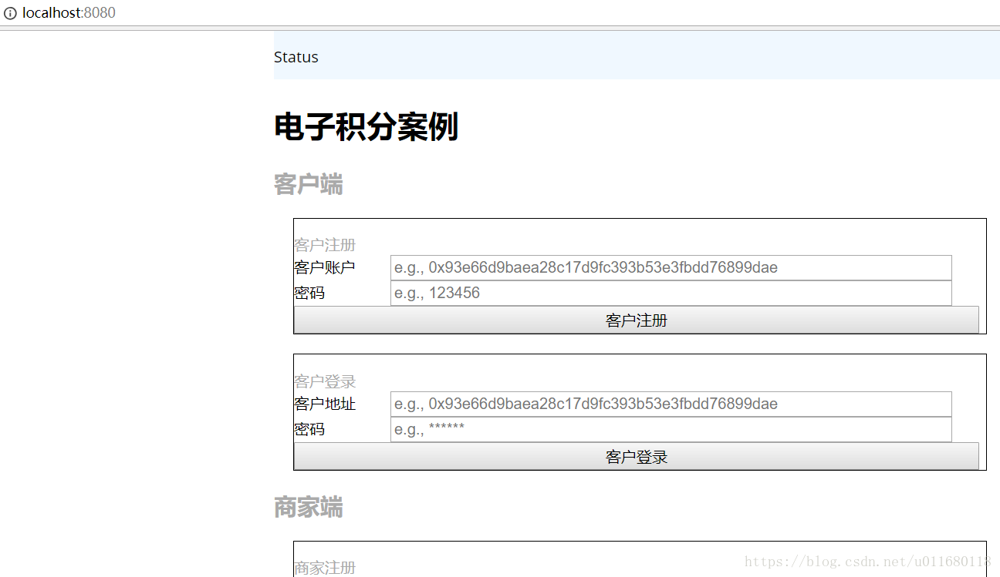 localhost:8080
Status
电子积分案例
客户端
客户注册
客户账户 e.g., 0x93e66d9baea28c17d9fc393b53e3fbdd76899dae
密码 e.g., 123456
客户注册
客户登录
客户地址 e.g., 0x93e66d9baea28c17d9fc393b53e3fbdd76899dae
密码 e.g., ******
客户登录
商家端
商家注册
https://blog.csdn.net/u011680118